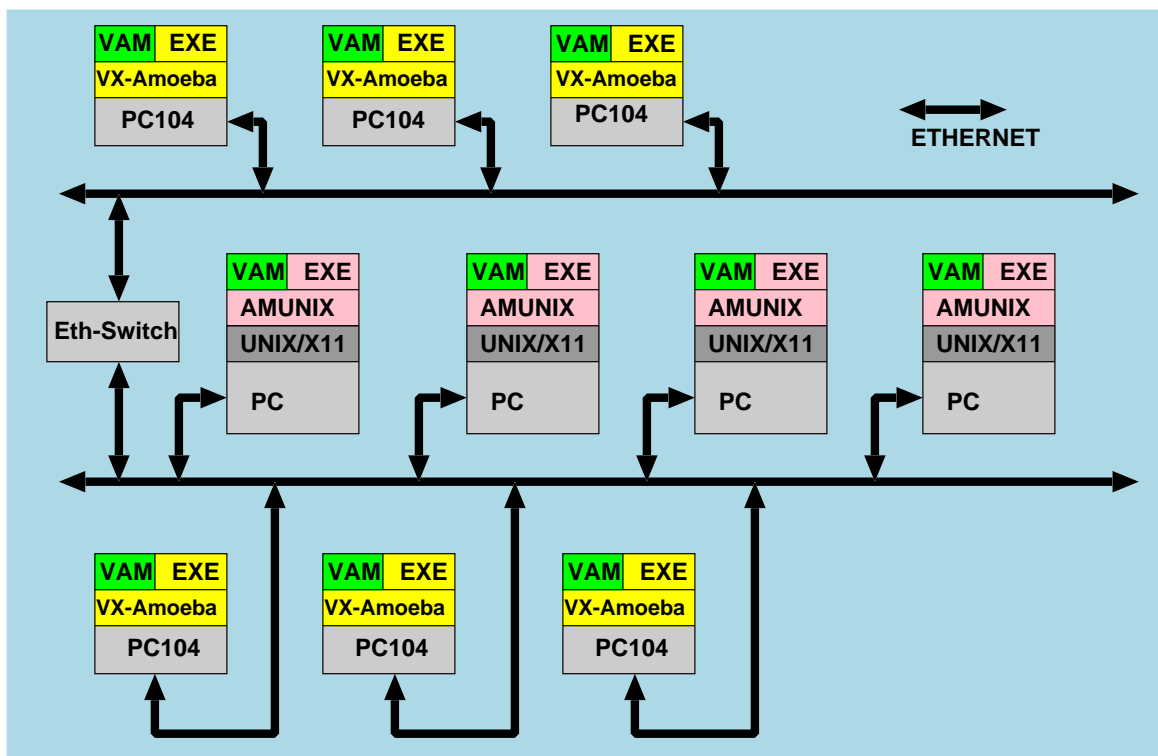 VAM EXE VAM EXE VAM EXE
VX-Amoeba VX-Amoeba VX-Amoeba
PC104 PC104 PC104
ETHERNET
VAM EXE VAM EXE VAM EXE VAM EXE
AMUNIX AMUNIX AMUNIX AMUNIX
Eth-Switch
UNIX/X11 UNIX/X11 UNIX/X11 UNIX/X11
PC PC PC PC
VAM EXE VAM EXE VAM EXE
VX-Amoeba VX-Amoeba VX-Amoeba
PC104 PC104 PC104